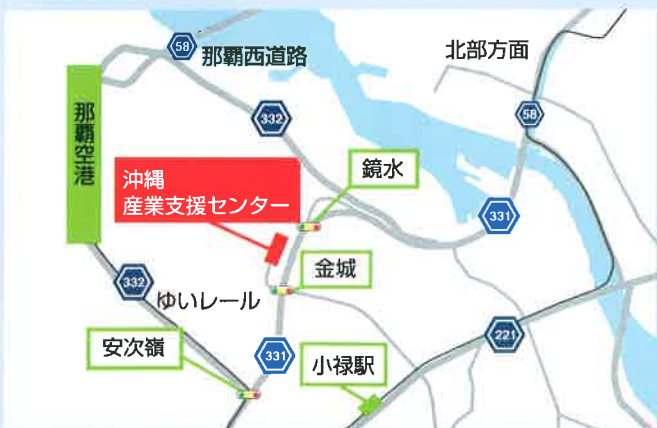 58
那覇西道路
北部方面
58
332
那覇空港
鏡水
沖縄
産業支援センター
331
金城
332
ゆいレール
221
安次嶺
331
小禄駅